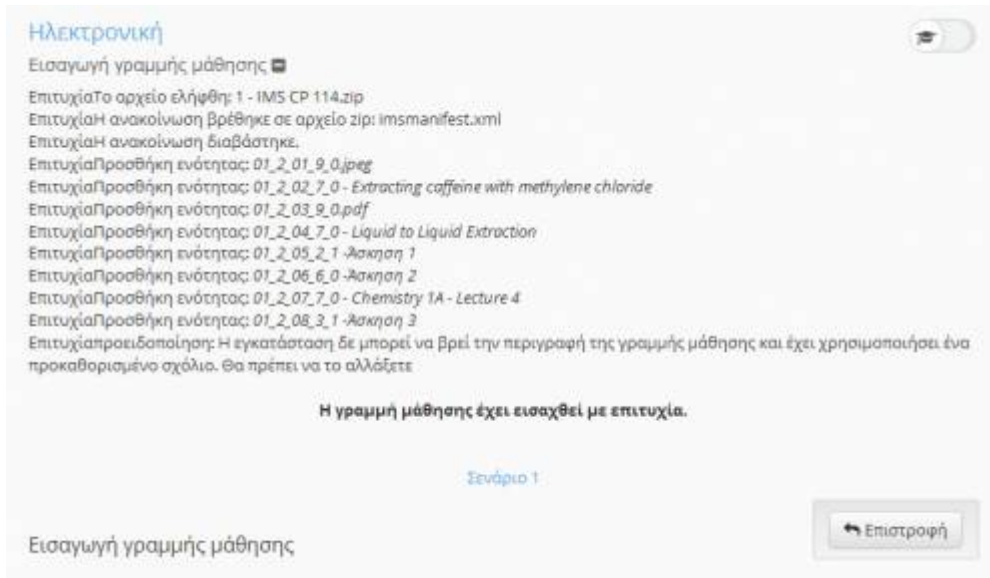 Ηλεκτρονική
Εισαγωγή γραμμής μάθησης
ΕπιτυχίαΤο αρχείο ελήφθη: 1 - IMS CP 114.zip
ΕπιτυχίαΗ ανακοίνωση βρέθηκε σε αρχείο zip: imsmanifest.xml
ΕπιτυχίαΗ ανακοίνωση διαβάστηκε.
ΕπιτυχίαΠροσθήκη ενότητας: 01_2_01_9_0.jpeg
ΕπιτυχίαΠροσθήκη ενότητας: 01_2_02_7_0 - Extracting caffeine with methylene chloride
ΕπιτυχίαΠροσθήκη ενότητας: 01_2_03_9_0.pdf
ΕπιτυχίαΠροσθήκη ενότητας: 01_2_04_7_0 - Liquid to Liquid Extraction
ΕπιτυχίαΠροσθήκη ενότητας: 01_2_05_2_1 -Άσκηση 1
ΕπιτυχίαΠροσθήκη ενότητας: 01_2_06_6_0 -Άσκηση 2
ΕπιτυχίαΠροσθήκη ενότητας: 01_2_07_7_0 - Chemistry 1A - Lecture 4
ΕπιτυχίαΠροσθήκη ενότητας: 01_2_08_3_1 -Άσκηση 3
Επιτυχίαπροειδοποίηση: Η εγκατάσταση δε μπορεί να βρεί την περιγραφή της γραμμής μάθησης και έχει χρησιμοποιήσει ένα
προκαθορισμένο σχόλιο. Θα πρέπει να το αλλάξετε
Η γραμμή μάθησης έχει εισαχθεί με επιτυχία.
Σενάριο 1
Επιστροφή
Εισαγωγή γραμμής μάθησης